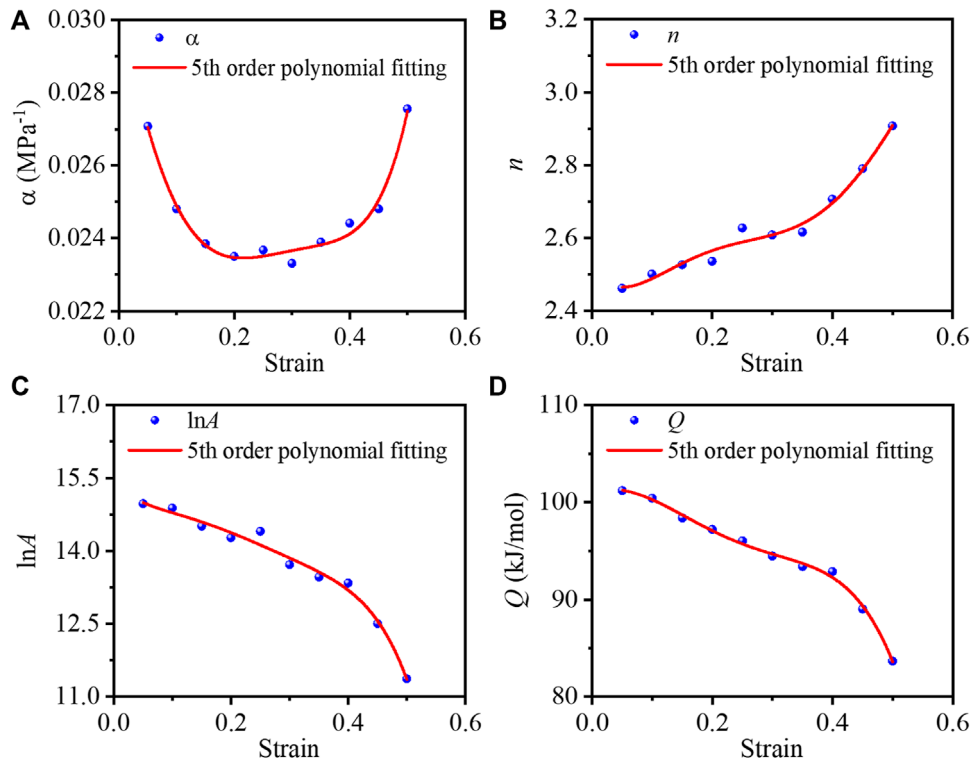 A
α
5th order polynomial fitting
0.030
0.028
0.026
0.024
0.022
α (MPa⁻¹)
0.0 0.2 0.4 0.6
Strain
B
n
5th order polynomial fitting
3.2
3.0
2.8
2.6
2.4
n
0.0 0.2 0.4 0.6
Strain
C
lnA
5th order polynomial fitting
17.0
15.5
14.0
12.5
11.0
lnA
0.0 0.2 0.4 0.6
Strain
D
Q
5th order polynomial fitting
110
100
90
80
Q (kJ/mol)
0.0 0.2 0.4 0.6
Strain